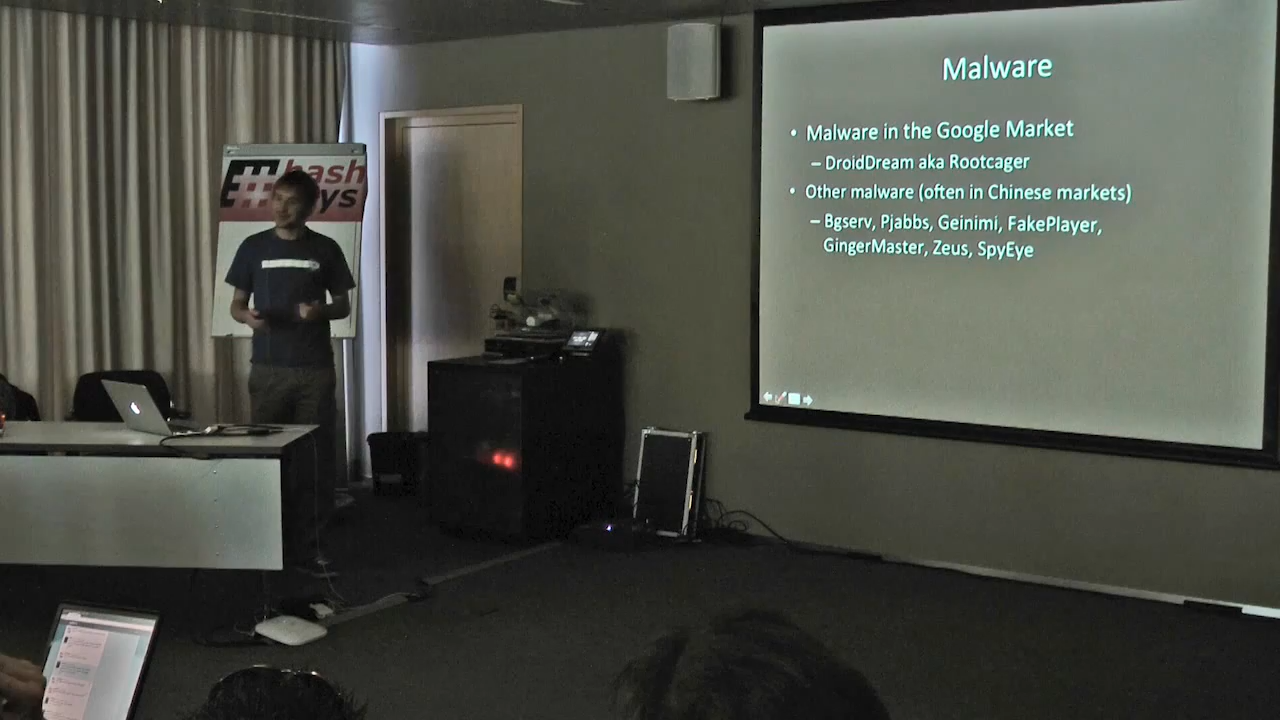 Malware
• Malware in the Google Market
– DroidDream aka Rootcager
• Other malware (often in Chinese markets)
– Bgserv, Pjabbs, Geinimi, FakePlayer,
GingerMaster, Zeus, SpyEye
hash
ys